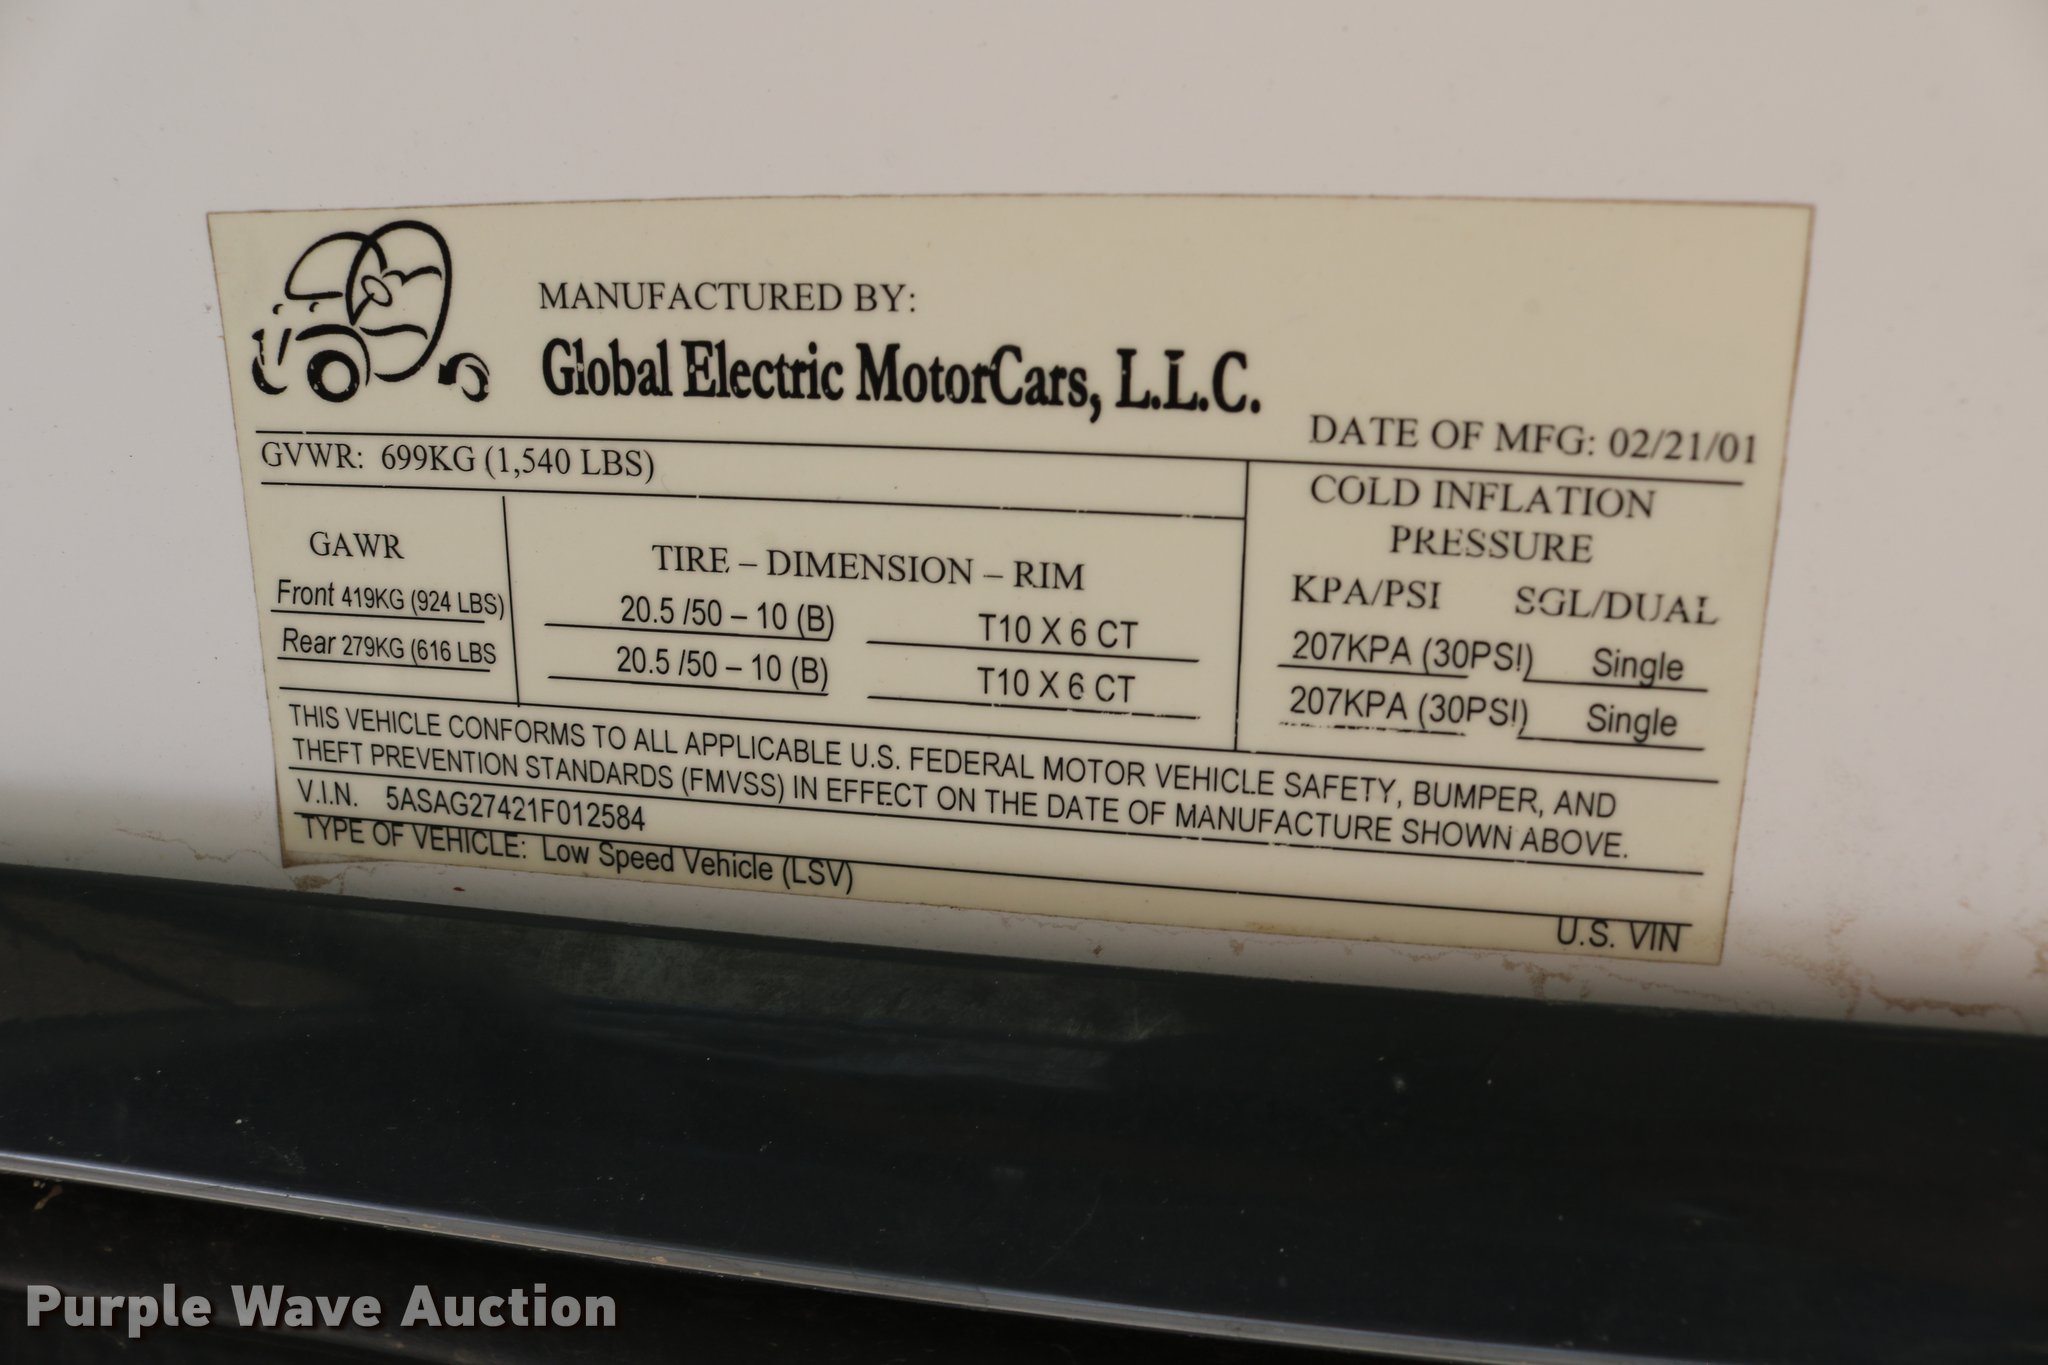 MANUFACTURED BY:
Global Electric MotorCars, L.L.C.
DATE OF MFG: 02/21/01
GVWR: 699KG (1,540 LBS)
COLD INFLATION
PRESSURE
GAWR
TIRE – DIMENSION – RIM
KPA/PSI SGL/DUAL
Front 419KG (924 LBS) 20.5 /50 – 10 (B) T10 X 6 CT 207KPA (30PSI) Single
Rear 279KG (616 LBS 20.5 /50 – 10 (B) T10 X 6 CT 207KPA (30PSI) Single
THIS VEHICLE CONFORMS TO ALL APPLICABLE U.S. FEDERAL MOTOR VEHICLE SAFETY, BUMPER, AND
THEFT PREVENTION STANDARDS (FMVSS) IN EFFECT ON THE DATE OF MANUFACTURE SHOWN ABOVE.
V.I.N. 5ASAG27421F012584
TYPE OF VEHICLE: Low Speed Vehicle (LSV)
U.S. VIN
Purple Wave Auction